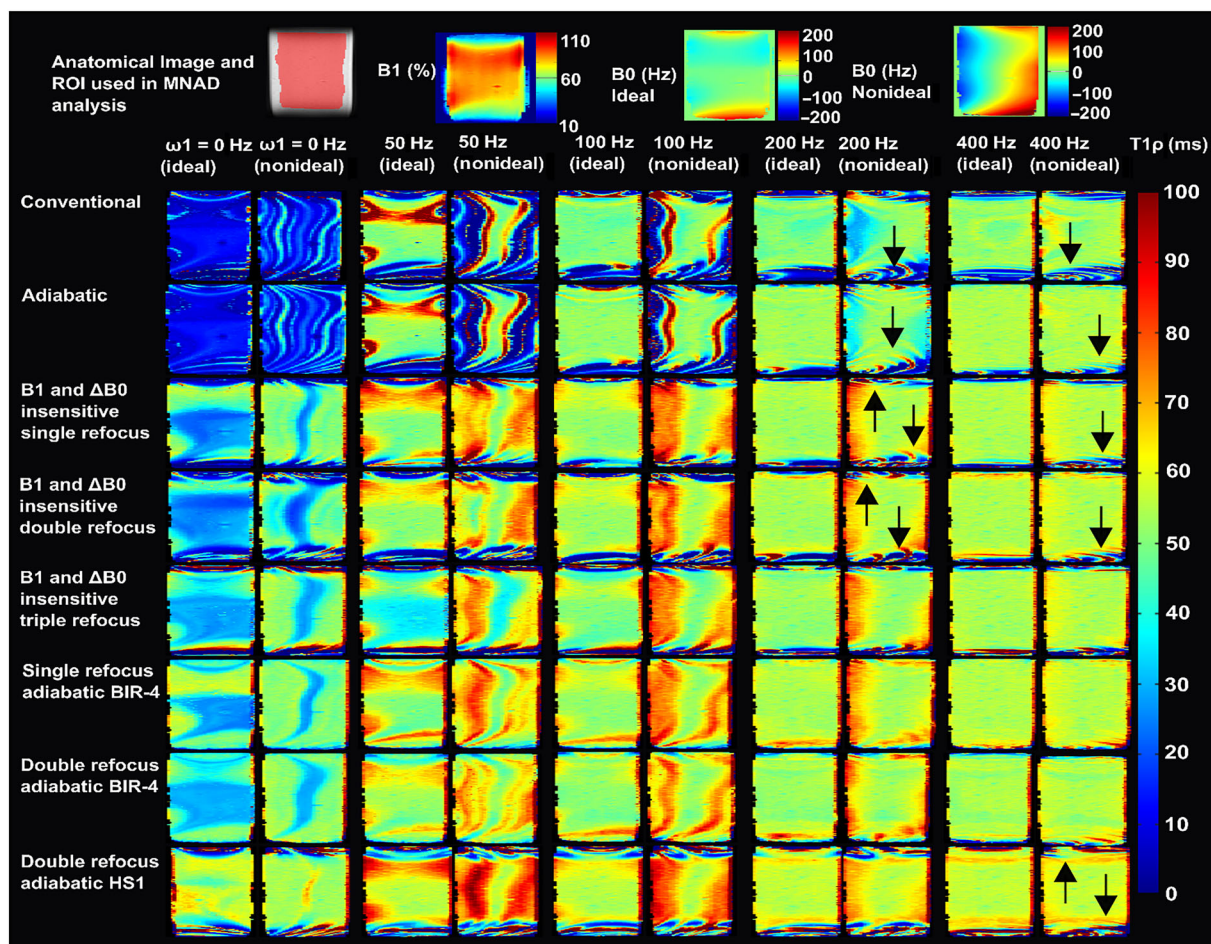 Anatomical Image and
ROI used in MNAD
analysis
B1 (%)
110
60
10
B0 (Hz)
Ideal
200
100
0
−100
−200
B0 (Hz)
Nonideal
200
100
0
−100
−200
ω1 = 0 Hz
(ideal)
ω1 = 0 Hz
(nonideal)
50 Hz
(ideal)
50 Hz
(nonideal)
100 Hz
(ideal)
100 Hz
(nonideal)
200 Hz
(ideal)
200 Hz
(nonideal)
400 Hz
(ideal)
400 Hz
(nonideal)
T1ρ (ms)
Conventional
Adiabatic
B1 and ΔB0
insensitive
single refocus
B1 and ΔB0
insensitive
double refocus
B1 and ΔB0
insensitive
triple refocus
Single refocus
adiabatic BIR-4
Double refocus
adiabatic BIR-4
Double refocus
adiabatic HS1
100
90
80
70
60
50
40
30
20
10
0